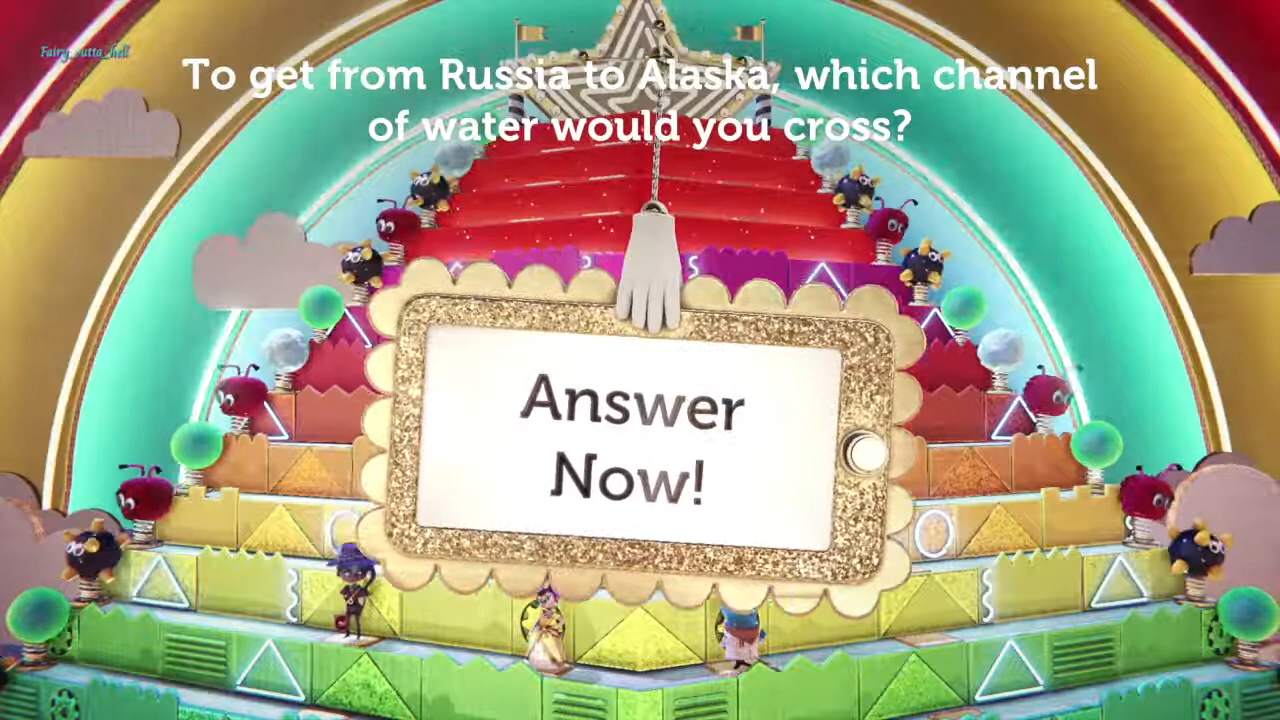 To get from Russia to Alaska, which channel
of water would you cross?
Answer
Now!